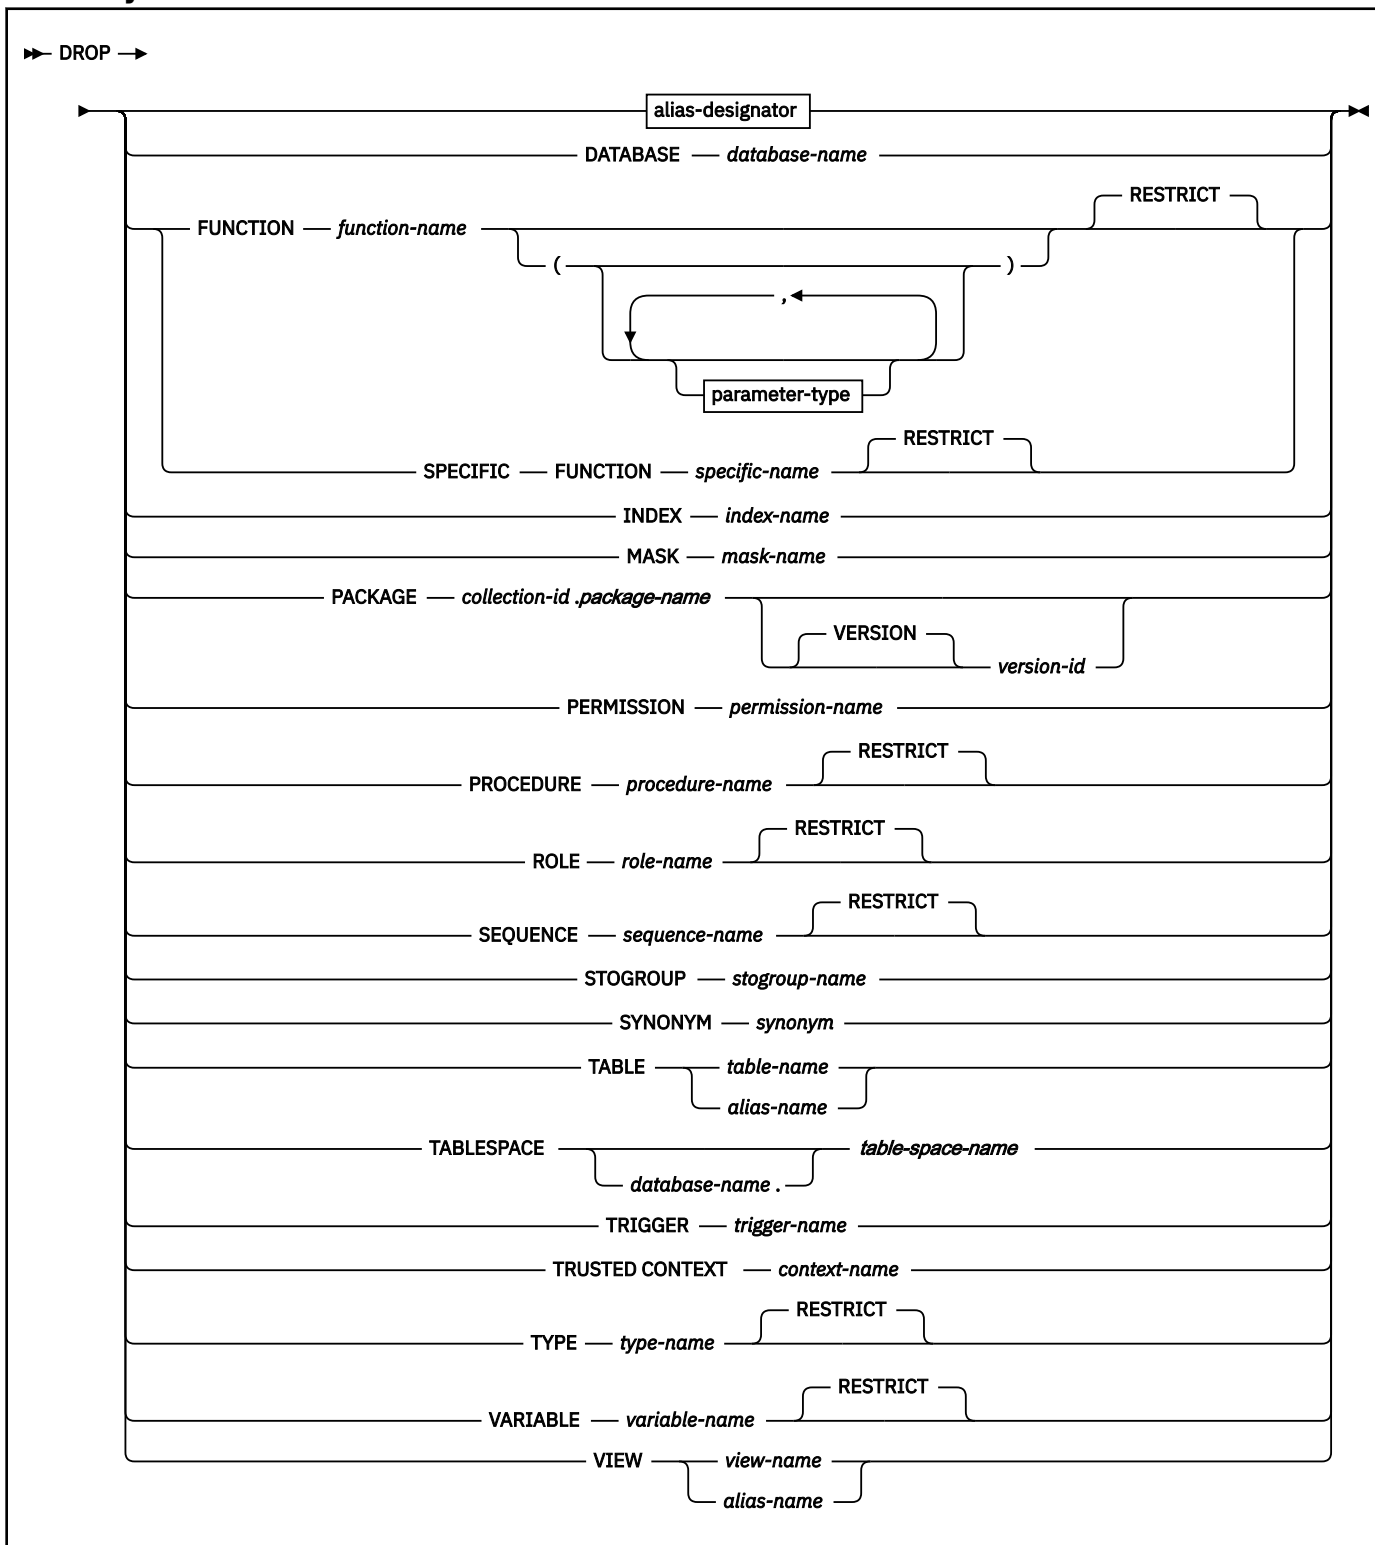 DROP
alias-designator
DATABASE database-name
RESTRICT
FUNCTION function-name
( )
,
parameter-type
RESTRICT
SPECIFIC FUNCTION specific-name
INDEX index-name
MASK mask-name
PACKAGE collection-id .package-name
VERSION
version-id
PERMISSION permission-name
RESTRICT
PROCEDURE procedure-name
RESTRICT
ROLE role-name
RESTRICT
SEQUENCE sequence-name
STOGROUP stogroup-name
SYNONYM synonym
TABLE table-name
alias-name
TABLESPACE table-space-name
database-name .
TRIGGER trigger-name
TRUSTED CONTEXT context-name
RESTRICT
TYPE type-name
RESTRICT
VARIABLE variable-name
VIEW view-name
alias-name